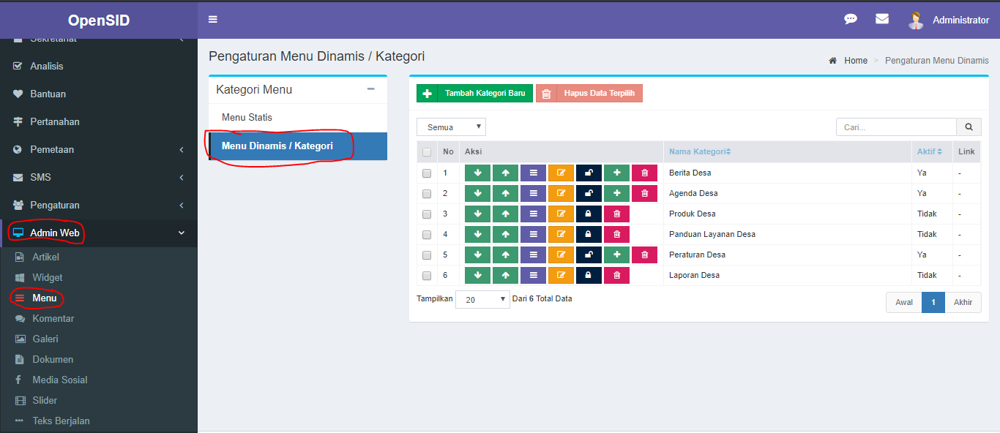 OpenSID
Administrator
Sekretariat
Analisis
Bantuan
Pertanahan
Pemetaan
SMS
Pengaturan
Admin Web
Artikel
Widget
Menu
Komentar
Galeri
Dokumen
Media Sosial
Slider
Teks Berjalan
Pengaturan Menu Dinamis / Kategori
Home > Pengaturan Menu Dinamis
Kategori Menu
Menu Statis
Menu Dinamis / Kategori
Tambah Kategori Baru Hapus Data Terpilih
Semua Cari...
No Aksi Nama Kategori Aktif Link
1 Berita Desa Ya -
2 Agenda Desa Ya -
3 Produk Desa Tidak -
4 Panduan Layanan Desa Tidak -
5 Peraturan Desa Ya -
6 Laporan Desa Tidak -
Tampilkan 20 Dari 6 Total Data
Awal 1 Akhir